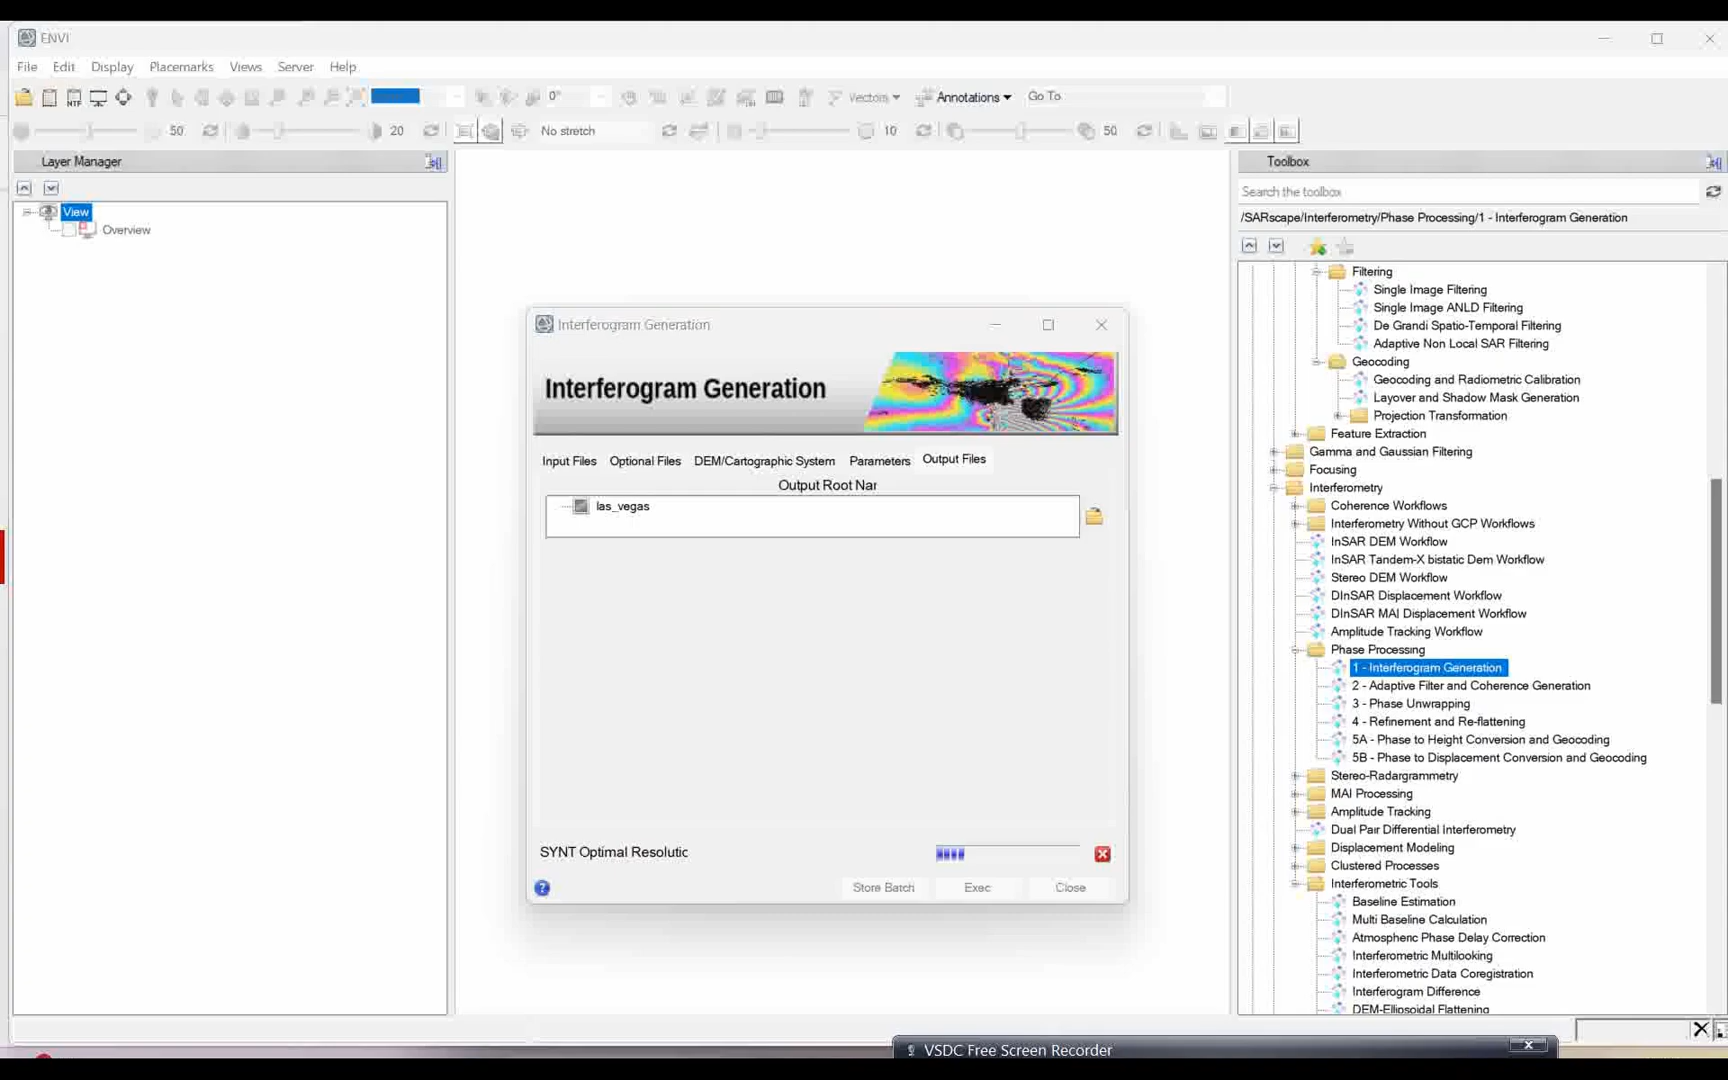 ENVI
File Edit Display Placemarks Views Server Help
0° Vectors Annotations Go To
50 20 No stretch 10 50
Layer Manager
View
Overview
Toolbox
Search the toolbox
/SARscape/Interferometry/Phase Processing/1 - Interferogram Generation
Filtering
Single Image Filtering
Single Image ANLD Filtering
De Grandi Spatio-Temporal Filtering
Adaptive Non Local SAR Filtering
Geocoding
Geocoding and Radiometric Calibration
Layover and Shadow Mask Generation
Projection Transformation
Feature Extraction
Gamma and Gaussian Filtering
Focusing
Interferometry
Coherence Workflows
Interferometry Without GCP Workflows
InSAR DEM Workflow
InSAR Tandem-X bistatic Dem Workflow
Stereo DEM Workflow
DInSAR Displacement Workflow
DInSAR MAI Displacement Workflow
Amplitude Tracking Workflow
Phase Processing
1 - Interferogram Generation
2 - Adaptive Filter and Coherence Generation
3 - Phase Unwrapping
4 - Refinement and Re-flattening
5A - Phase to Height Conversion and Geocoding
5B - Phase to Displacement Conversion and Geocoding
Stereo-Radargrammetry
MAI Processing
Amplitude Tracking
Dual Pair Differential Interferometry
Displacement Modeling
Clustered Processes
Interferometric Tools
Baseline Estimation
Multi Baseline Calculation
Atmospheric Phase Delay Correction
Interferometric Multilooking
Interferometric Data Coregistration
Interferogram Difference
DEM-Ellipsoidal Flattening
Interferogram Generation
Interferogram Generation
Input Files Optional Files DEM/Cartographic System Parameters Output Files
Output Root Nar
las_vegas
SYNT Optimal Resolutic
Store Batch Exec Close
VSDC Free Screen Recorder